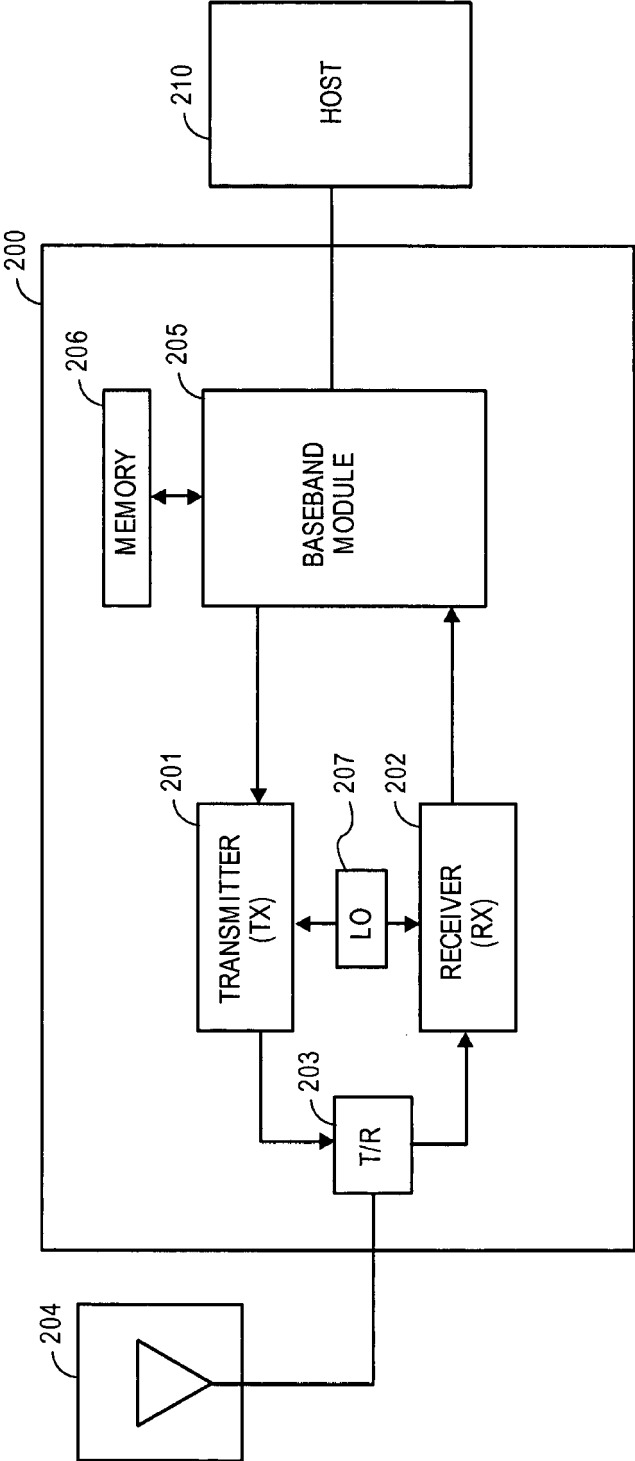 200
204
203
T/R
201
TRANSMITTER
(TX)
207
LO
202
RECEIVER
(RX)
206
MEMORY
205
BASEBAND
MODULE
210
HOST